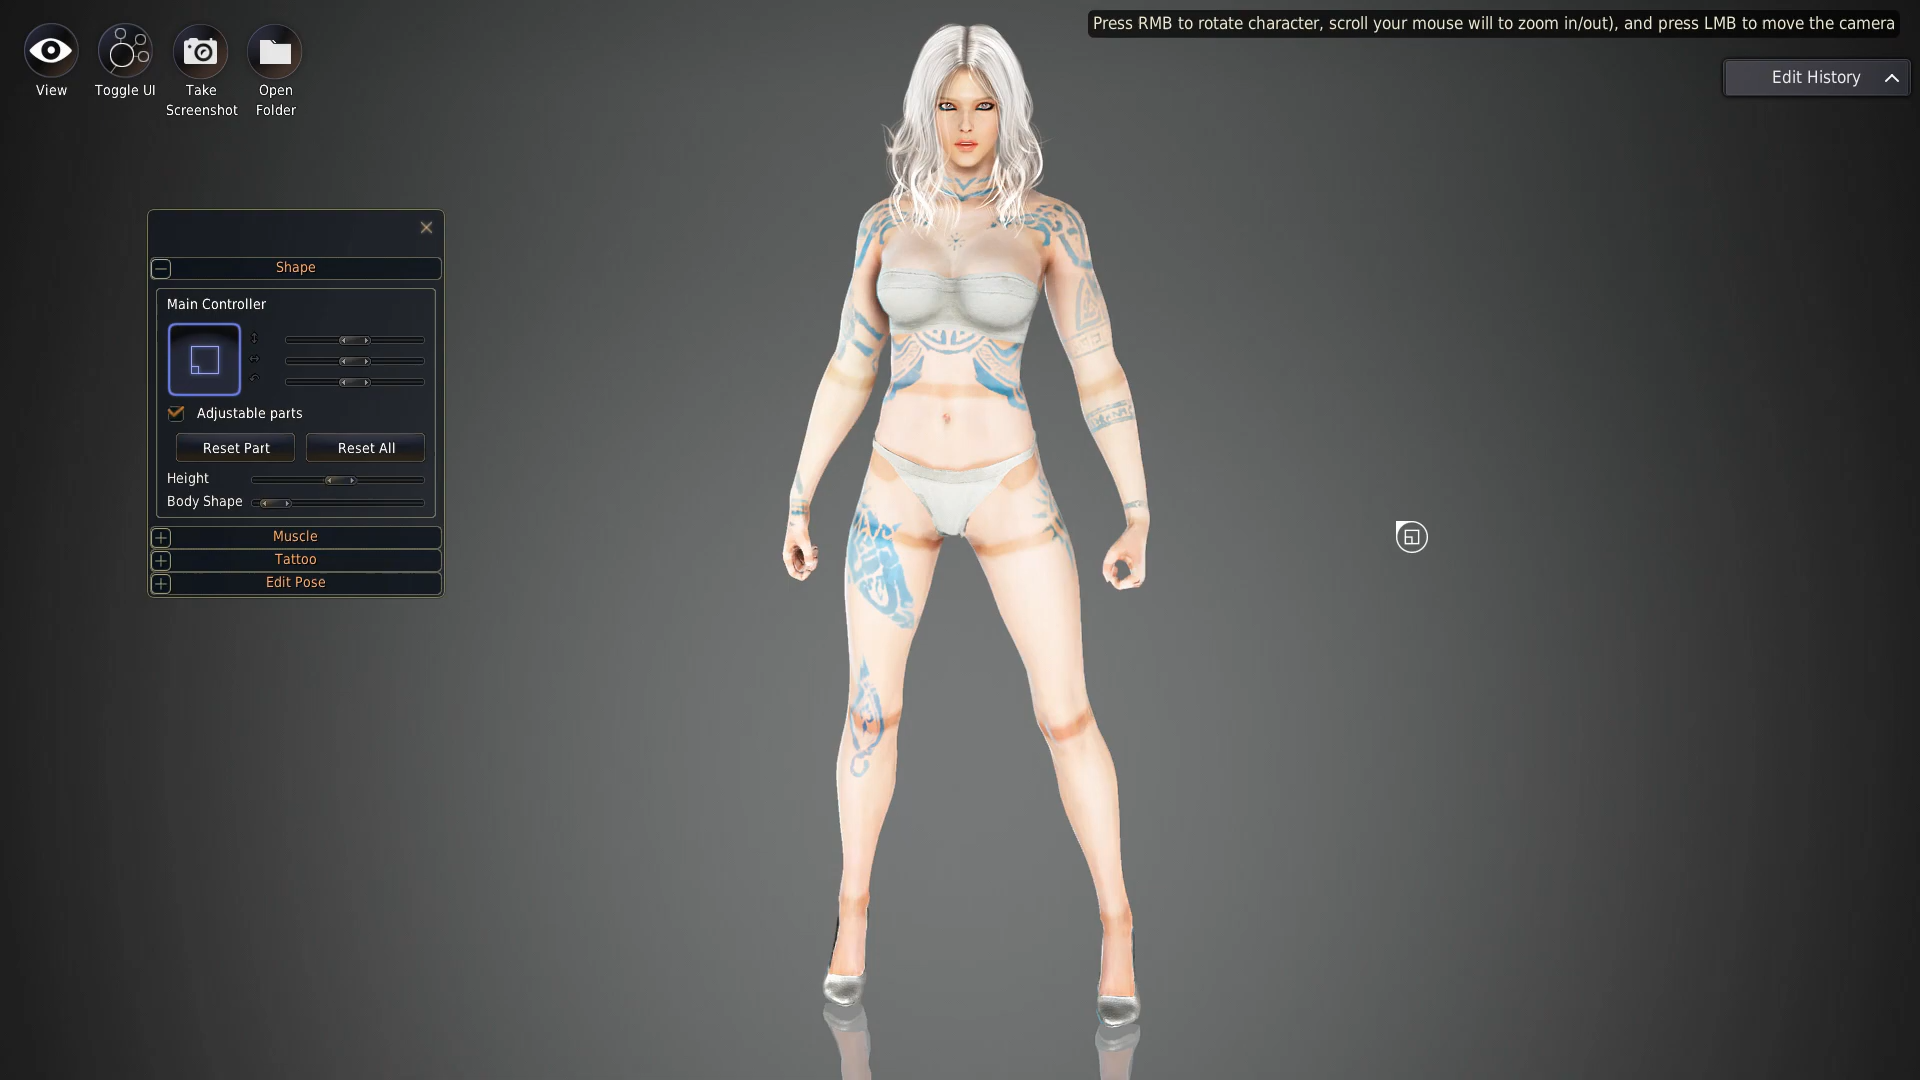 Press RMB to rotate character, scroll your mouse will to zoom in/out), and press LMB to move the camera
View
Toggle UI
Take
Screenshot
Open
Folder
Edit History
Shape
Main Controller
Adjustable parts
Reset Part
Reset All
Height
Body Shape
Muscle
Tattoo
Edit Pose